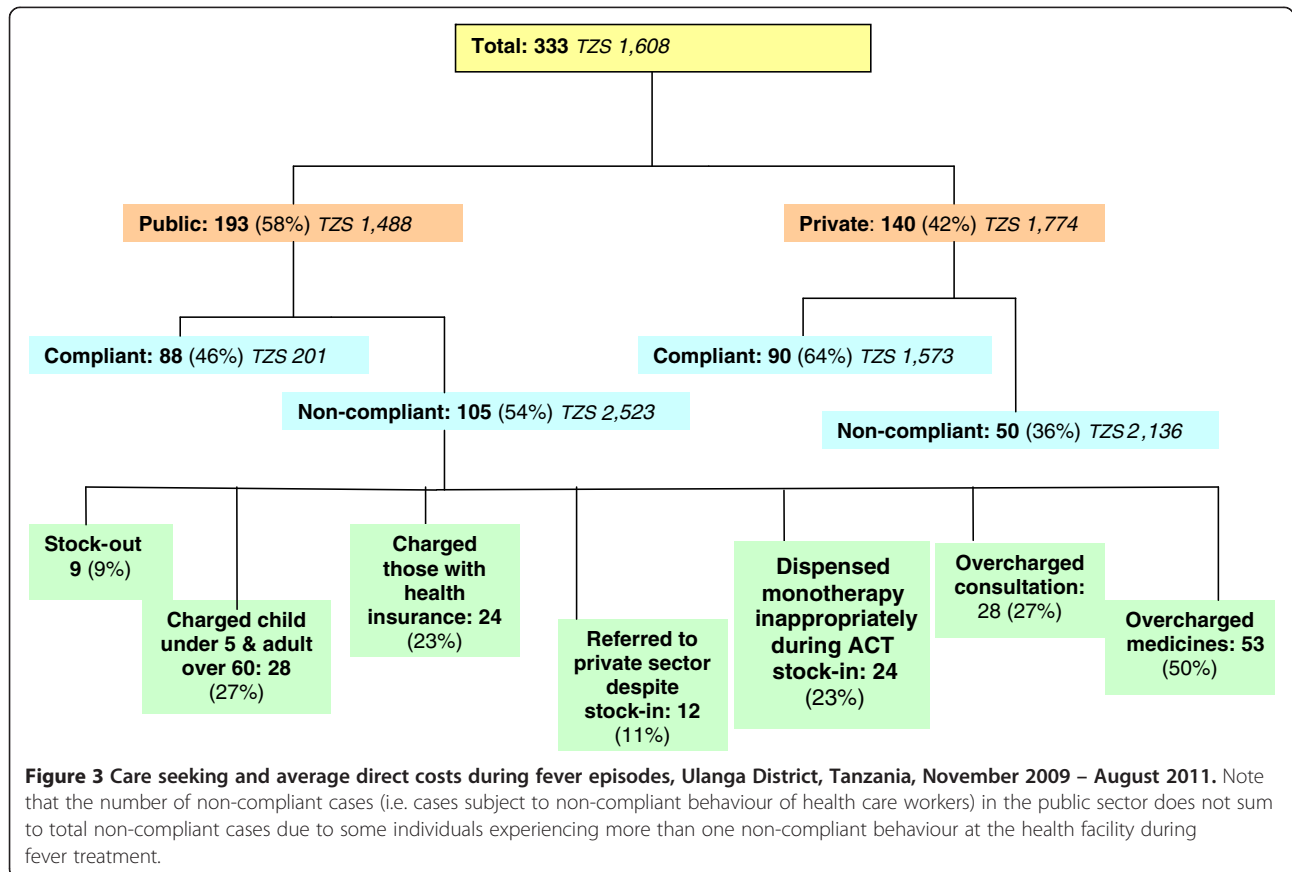 Total: 333 TZS 1,608
Public: 193 (58%) TZS 1,488
Private: 140 (42%) TZS 1,774
Compliant: 88 (46%) TZS 201
Non-compliant: 105 (54%) TZS 2,523
Compliant: 90 (64%) TZS 1,573
Non-compliant: 50 (36%) TZS 2,136
Stock-out
9 (9%)
Charged child
under 5 & adult
over 60: 28
(27%)
Charged
those with
health
insurance: 24
(23%)
Referred to
private sector
despite
stock-in: 12
(11%)
Dispensed
monotherapy
inappropriately
during ACT
stock-in: 24
(23%)
Overcharged
consultation:
28 (27%)
Overcharged
medicines: 53
(50%)
Figure 3 Care seeking and average direct costs during fever episodes, Ulanga District, Tanzania, November 2009 – August 2011. Note
that the number of non-compliant cases (i.e. cases subject to non-compliant behaviour of health care workers) in the public sector does not sum
to total non-compliant cases due to some individuals experiencing more than one non-compliant behaviour at the health facility during
fever treatment.